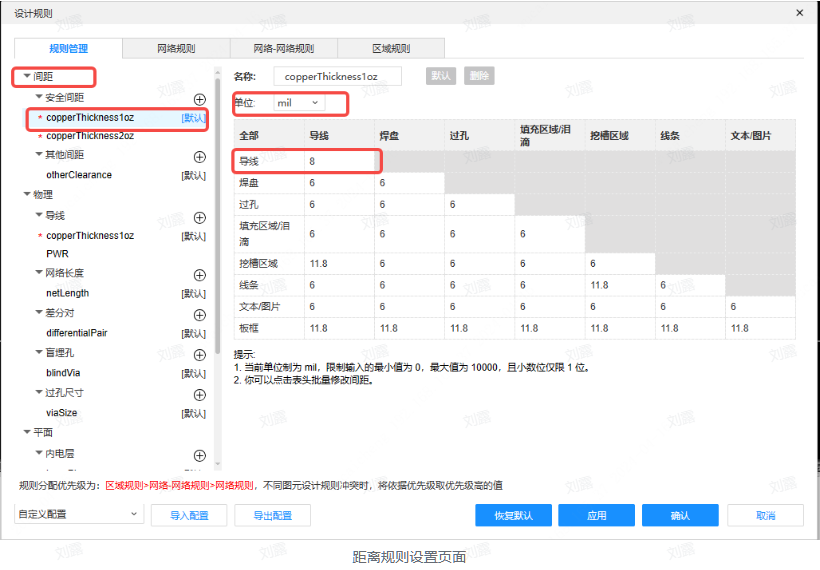 设计规则
规则管理 网络规则 网络-网络规则 区域规则
间距
安全间距
* copperThickness1oz [默认]
* copperThickness2oz
其他间距
otherClearance [默认]
物理
导线
* copperThickness1oz [默认]
PWR
网络长度
netLength [默认]
差分对
differentialPair [默认]
盲埋孔
blindVia [默认]
过孔尺寸
viaSize [默认]
平面
内电层
名称: copperThickness1oz 默认 删除
单位: mil
全部 导线 焊盘 过孔 填充区域/泪滴 挖槽区域 线条 文本/图片
导线 8
焊盘 6 6
过孔 6 6 6
填充区域/泪滴 6 6 6 6
挖槽区域 11.8 6 6 6 6
线条 6 6 6 6 11.8 6
文本/图片 6 6 6 6 6 6 6
板框 11.8 11.8 11.8 11.8 11.8 11.8 11.8
提示:
1. 当前单位制为 mil，限制输入的最小值为 0，最大值为 10000，且小数位仅限 1 位。
2. 你可以点击表头批量修改间距。
规则分配优先级为：区域规则>网络-网络规则>网络规则，不同图元设计规则冲突时，将依据优先级取优先级高的值
自定义配置 导入配置 导出配置 恢复默认 应用 确认 取消
距离规则设置页面
刘露